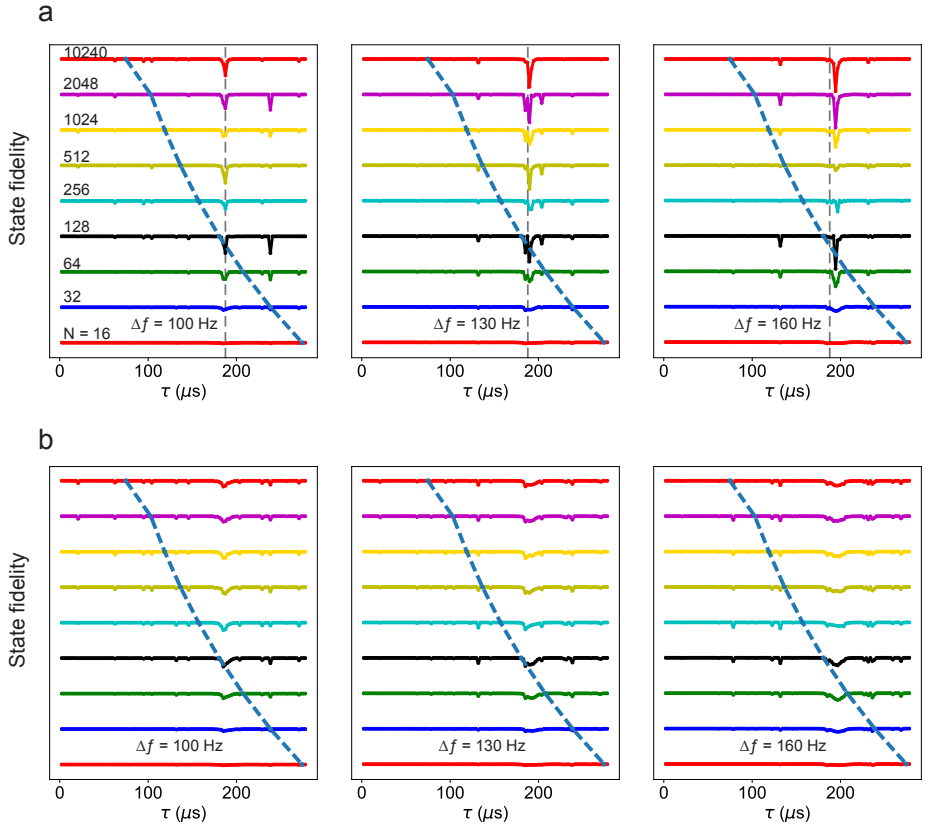 a
State fidelity
10240
2048
1024
512
256
128
64
32
N = 16
Δf = 100 Hz
Δf = 130 Hz
Δf = 160 Hz
0 100 200
0 100 200
0 100 200
τ (μs)
τ (μs)
τ (μs)
b
State fidelity
Δf = 100 Hz
Δf = 130 Hz
Δf = 160 Hz
0 100 200
0 100 200
0 100 200
τ (μs)
τ (μs)
τ (μs)